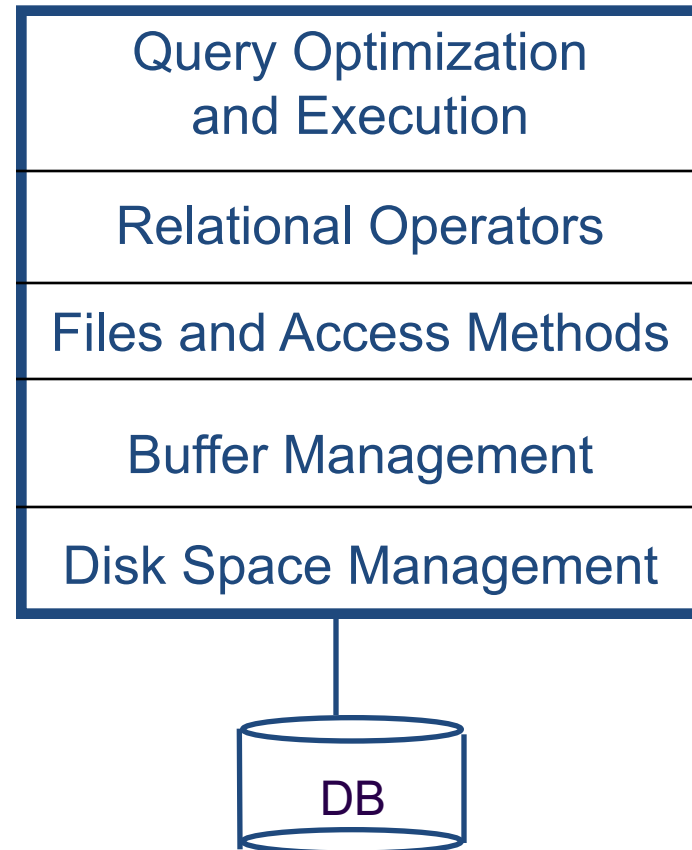 Query Optimization
and Execution
Relational Operators
Files and Access Methods
Buffer Management
Disk Space Management
DB